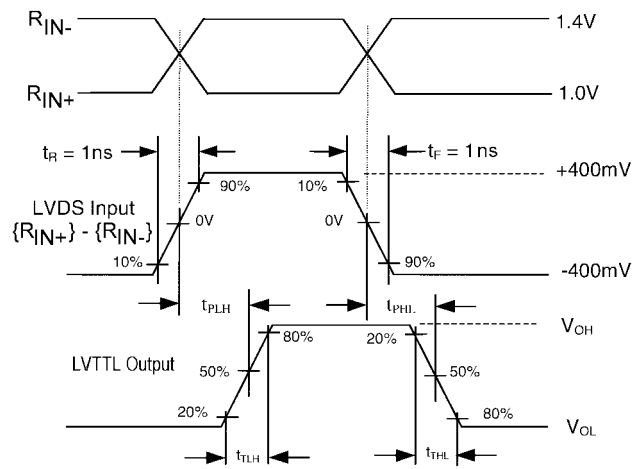 RIN- 1.4V
RIN+ 1.0V
tR = 1ns tF = 1ns
90% 10% +400mV
LVDS Input 0V 0V
{RIN+} - {RIN-}
10% 90% -400mV
tPLH tPHL
80% 20% VOH
LVTTL Output 50% 50%
20% 80% VOL
tTLH tTHL